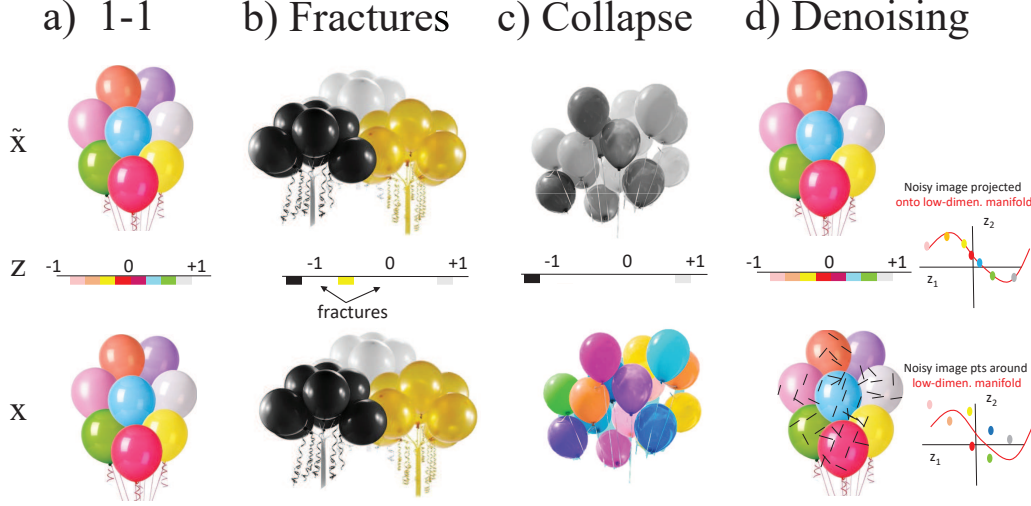 a) 1-1
b) Fractures
c) Collapse
d) Denoising
x̃
Noisy image projected
onto low-dimen. manifold
z₂
z₁
z
-1 0 +1
-1 0 +1
-1 0 +1
-1 0 +1
fractures
x
Noisy image pts around
low-dimen. manifold
z₂
z₁